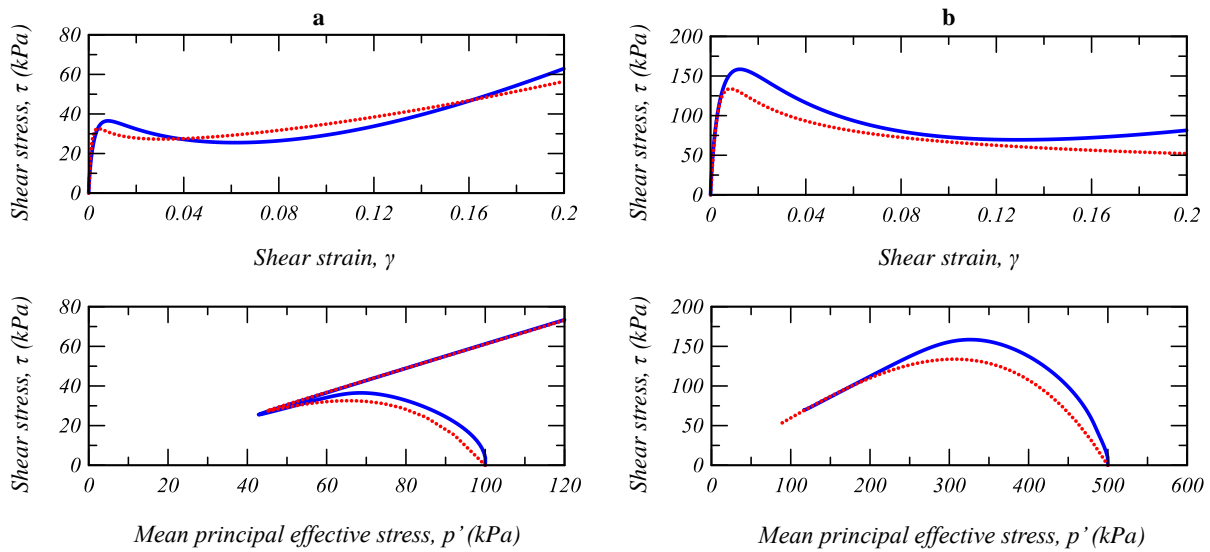 a
Shear stress, τ (kPa)
80
60
40
20
0
0 0.04 0.08 0.12 0.16 0.2
Shear strain, γ
b
Shear stress, τ (kPa)
200
150
100
50
0
0 0.04 0.08 0.12 0.16 0.2
Shear strain, γ
Shear stress, τ (kPa)
80
60
40
20
0
0 20 40 60 80 100 120
Mean principal effective stress, p’ (kPa)
Shear stress, τ (kPa)
200
150
100
50
0
0 100 200 300 400 500 600
Mean principal effective stress, p’ (kPa)